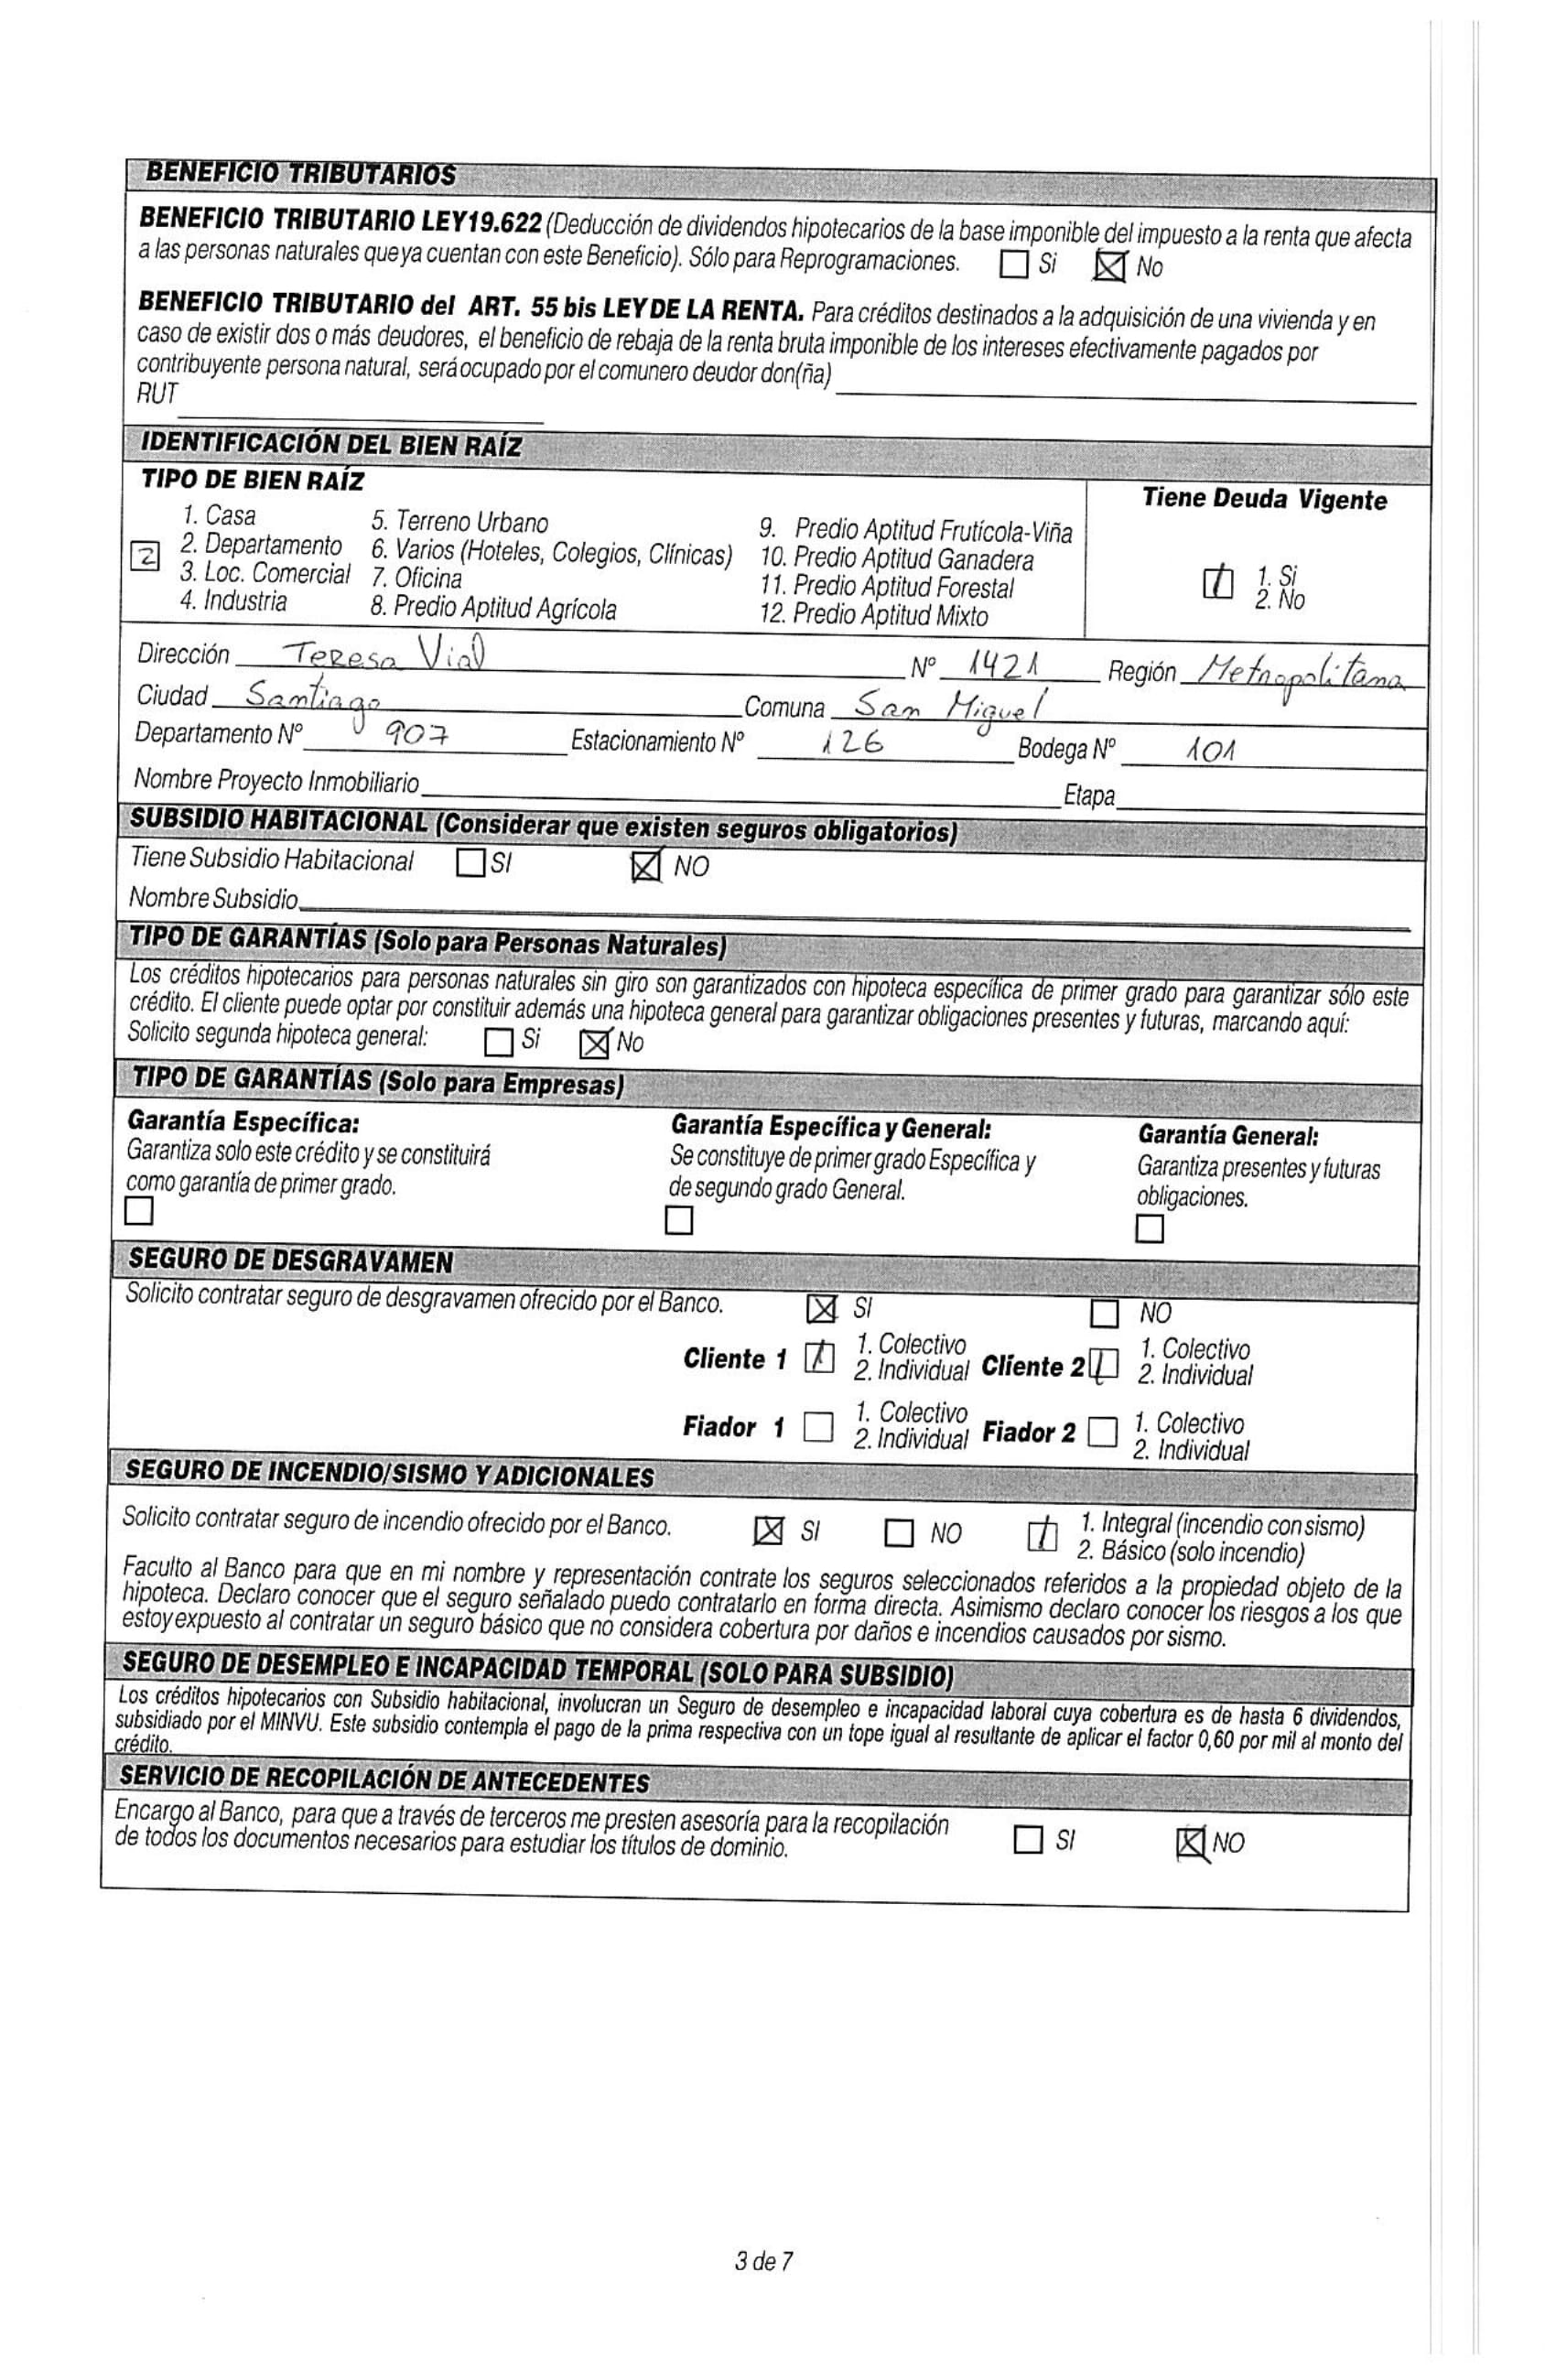 BENEFICIO TRIBUTARIOS
BENEFICIO TRIBUTARIO LEY19.622 (Deducción de dividendos hipotecarios de la base imponible del impuesto a la renta que afecta
a las personas naturales que ya cuentan con este Beneficio). Sólo para Reprogramaciones. ☐ Si ☒ No
BENEFICIO TRIBUTARIO del ART. 55 bis LEY DE LA RENTA. Para créditos destinados a la adquisición de una vivienda y en
caso de existir dos o más deudores, el beneficio de rebaja de la renta bruta imponible de los intereses efectivamente pagados por
contribuyente persona natural, será ocupado por el comunero deudor don(ña)
RUT
IDENTIFICACIÓN DEL BIEN RAÍZ
TIPO DE BIEN RAÍZ Tiene Deuda Vigente
1. Casa 5. Terreno Urbano 9. Predio Aptitud Frutícola-Viña
2 2. Departamento 6. Varios (Hoteles, Colegios, Clínicas) 10. Predio Aptitud Ganadera
3. Loc. Comercial 7. Oficina 11. Predio Aptitud Forestal 1 1. Si
4. Industria 8. Predio Aptitud Agrícola 12. Predio Aptitud Mixto 2. No
Dirección Teresa Vial Nº 1421 Región Metropolitana
Ciudad Santiago Comuna San Miguel
Departamento Nº 907 Estacionamiento Nº 126 Bodega Nº 101
Nombre Proyecto Inmobiliario Etapa
SUBSIDIO HABITACIONAL (Considerar que existen seguros obligatorios)
Tiene Subsidio Habitacional ☐ SI ☒ NO
Nombre Subsidio
TIPO DE GARANTÍAS (Solo para Personas Naturales)
Los créditos hipotecarios para personas naturales sin giro son garantizados con hipoteca específica de primer grado para garantizar sólo este
crédito. El cliente puede optar por constituir además una hipoteca general para garantizar obligaciones presentes y futuras, marcando aquí:
Solicito segunda hipoteca general: ☐ Si ☒ No
TIPO DE GARANTÍAS (Solo para Empresas)
Garantía Específica: Garantía Específica y General: Garantía General:
Garantiza solo este crédito y se constituirá Se constituye de primer grado Específica y Garantiza presentes y futuras
como garantía de primer grado. de segundo grado General. obligaciones.
☐ ☐ ☐
SEGURO DE DESGRAVAMEN
Solicito contratar seguro de desgravamen ofrecido por el Banco. ☒ SI ☐ NO
Cliente 1 1 1. Colectivo Cliente 2 1 1. Colectivo
2. Individual 2. Individual
Fiador 1 ☐ 1. Colectivo Fiador 2 ☐ 1. Colectivo
2. Individual 2. Individual
SEGURO DE INCENDIO/SISMO Y ADICIONALES
Solicito contratar seguro de incendio ofrecido por el Banco. ☒ SI ☐ NO 1 1. Integral (incendio con sismo)
2. Básico (solo incendio)
Faculto al Banco para que en mi nombre y representación contrate los seguros seleccionados referidos a la propiedad objeto de la
hipoteca. Declaro conocer que el seguro señalado puedo contratarlo en forma directa. Asimismo declaro conocer los riesgos a los que
estoy expuesto al contratar un seguro básico que no considera cobertura por daños e incendios causados por sismo.
SEGURO DE DESEMPLEO E INCAPACIDAD TEMPORAL (SOLO PARA SUBSIDIO)
Los créditos hipotecarios con Subsidio habitacional, involucran un Seguro de desempleo e incapacidad laboral cuya cobertura es de hasta 6 dividendos,
subsidiado por el MINVU. Este subsidio contempla el pago de la prima respectiva con un tope igual al resultante de aplicar el factor 0,60 por mil al monto del
crédito.
SERVICIO DE RECOPILACIÓN DE ANTECEDENTES
Encargo al Banco, para que a través de terceros me presten asesoría para la recopilación
de todos los documentos necesarios para estudiar los títulos de dominio. ☐ SI ☒ NO
3 de 7